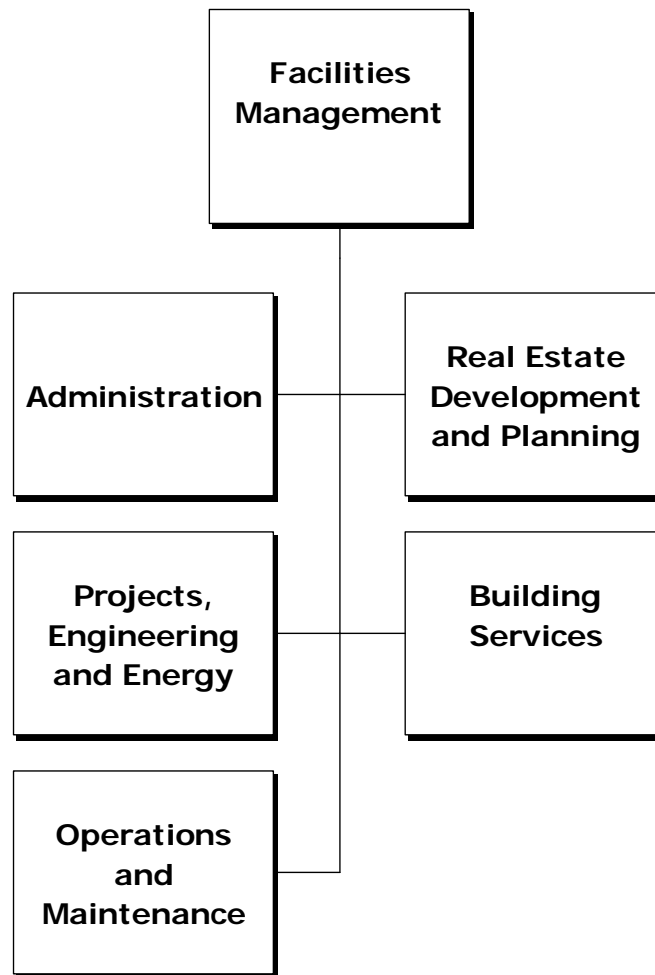 Facilities
Management
Administration
Real Estate
Development
and Planning
Projects,
Engineering
and Energy
Building
Services
Operations
and
Maintenance